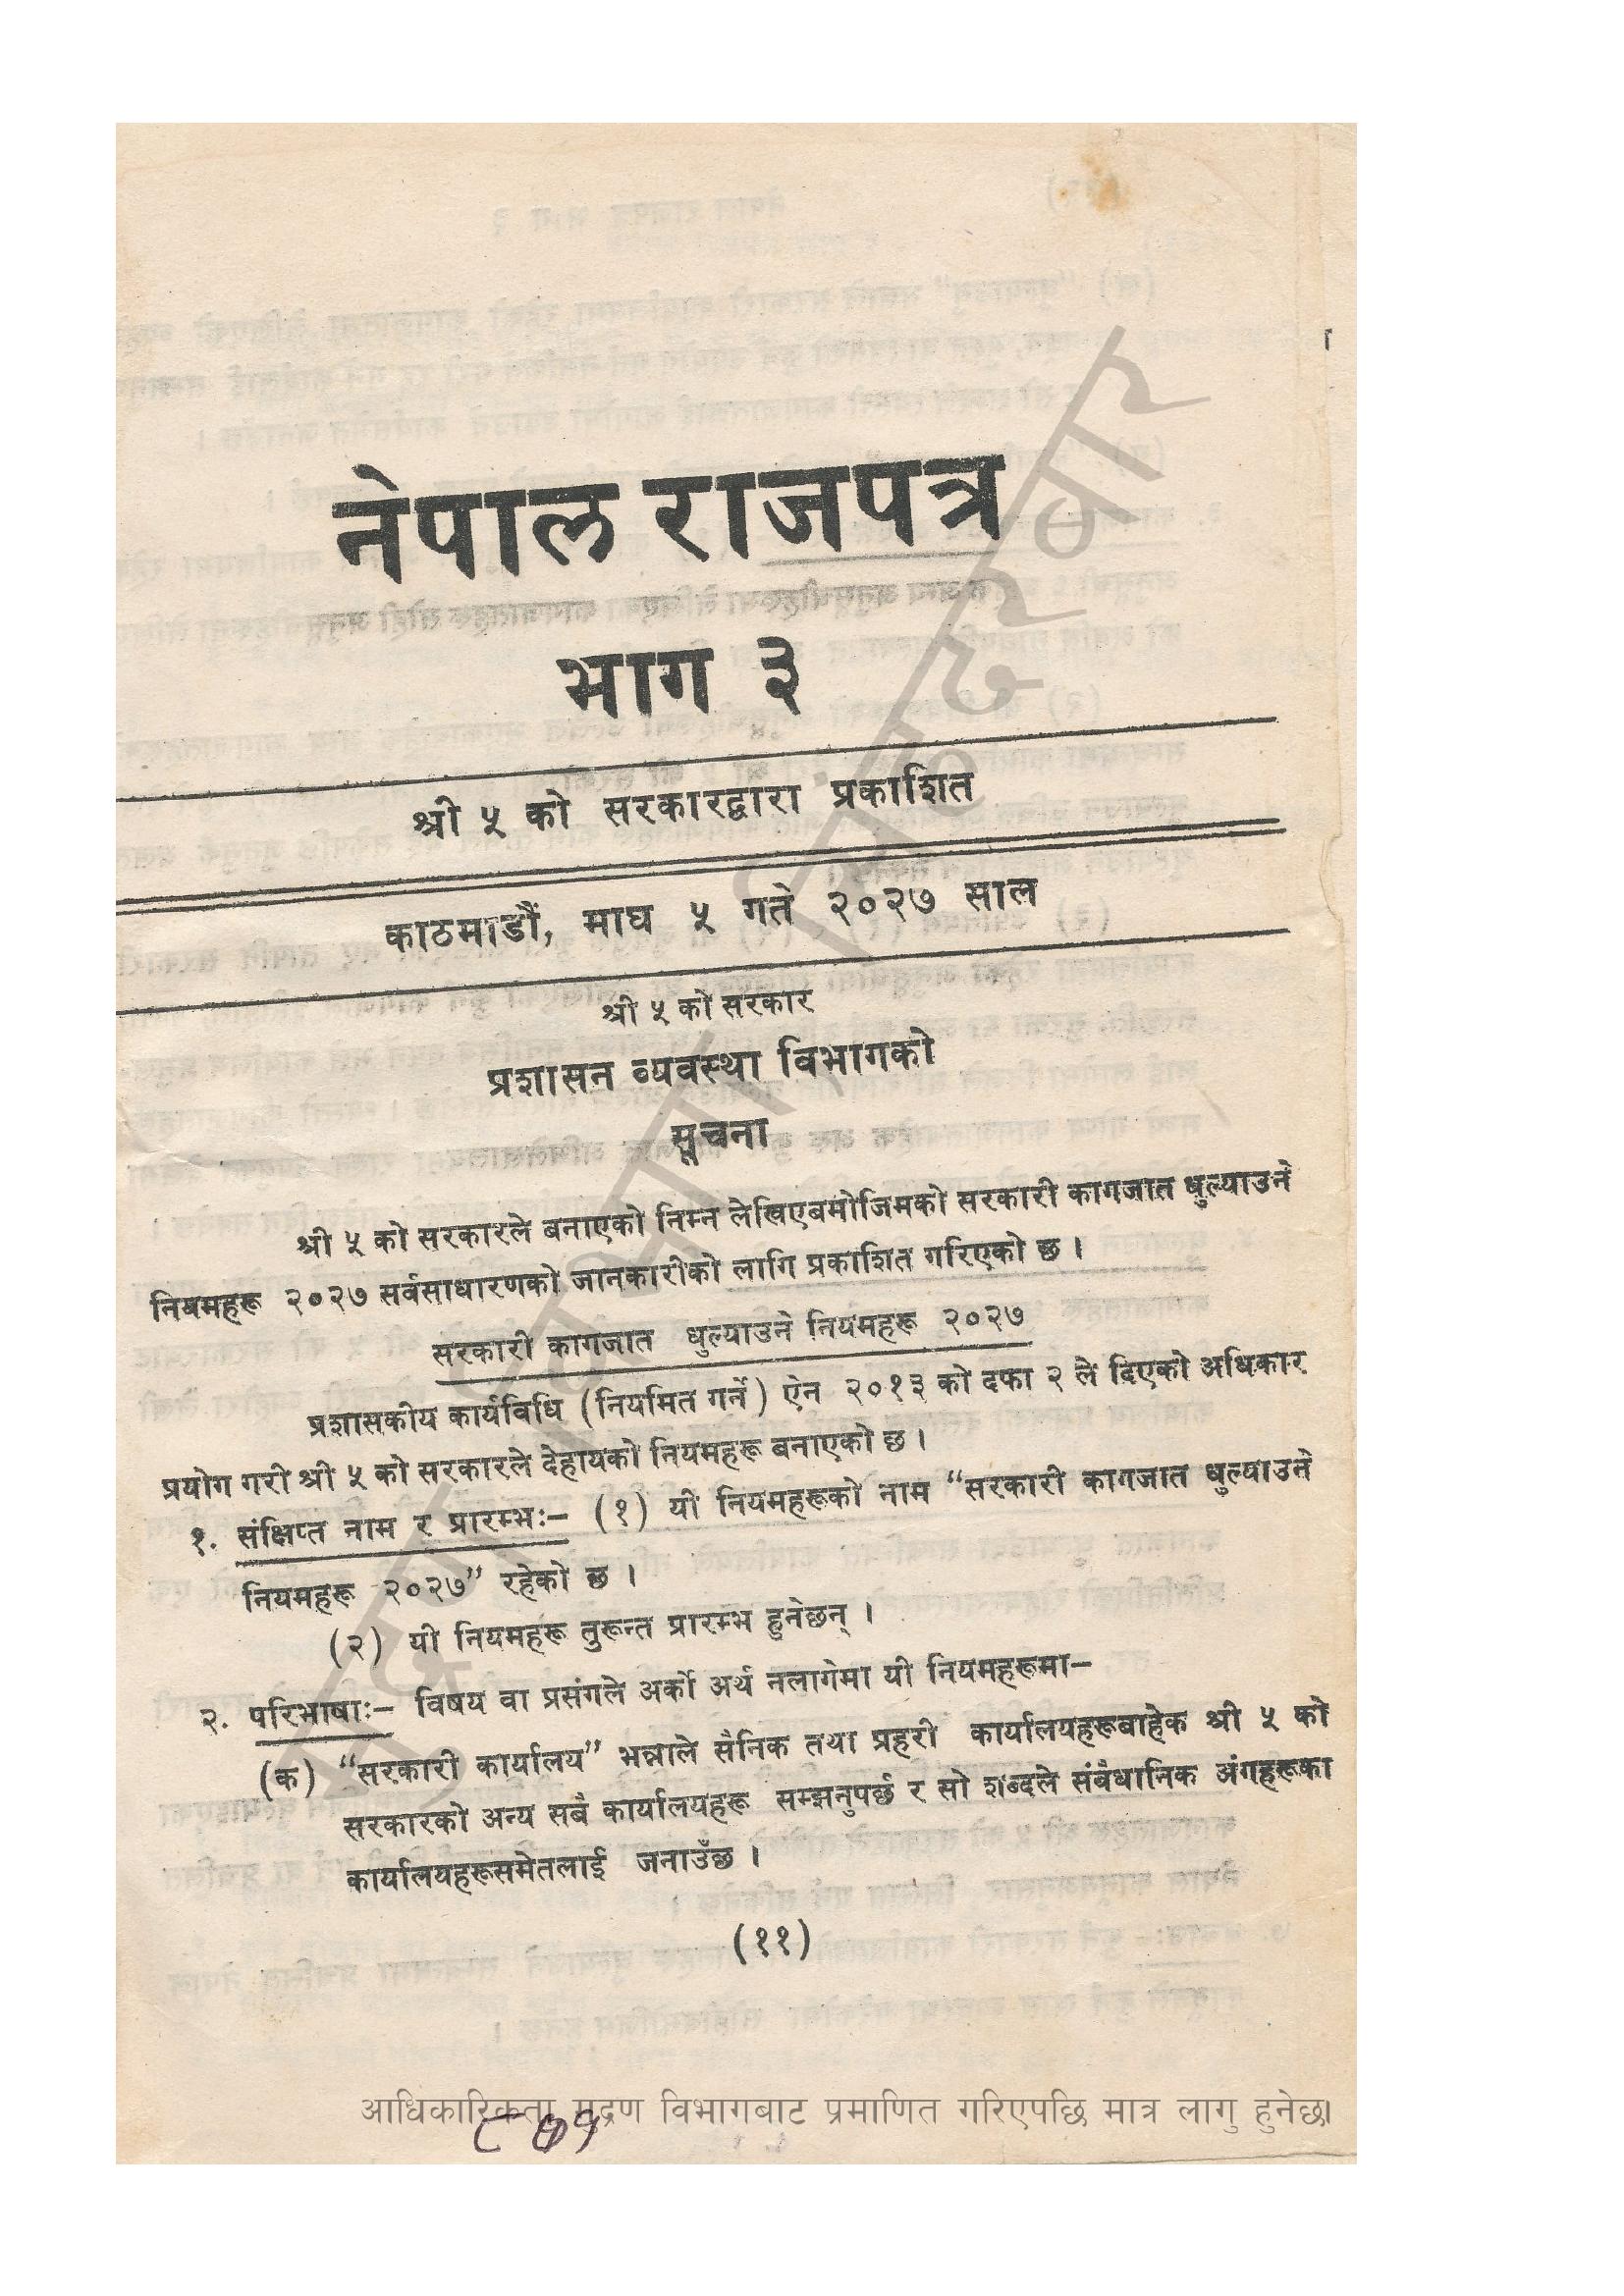 नेपाल राजपत्र
भाग ३
श्री ५ को सरकारद्वारा प्रकाशित
काठमाडौं, माघ ५ गते २०२७ साल
श्री ५ को सरकार
प्रशासन व्यवस्था विभागको
सूचना
श्री ५ को सरकारले बनाएको निम्न लेखिएबमोजिमको सरकारी कागजात धुल्याउने
नियमहरू २०२७ सर्वसाधारणको जानकारीको लागि प्रकाशित गरिएको छ ।
सरकारी कागजात धुल्याउने नियमहरू २०२७
प्रशासकीय कार्यविधि (नियमित गर्ने) ऐन २०१३ को दफा २ ले दिएको अधिकार
प्रयोग गरी श्री ५ को सरकारले देहायको नियमहरू बनाएको छ ।
१. संक्षिप्त नाम र प्रारम्भः– (१) यी नियमहरूको नाम “सरकारी कागजात धुल्याउने
नियमहरू २०२७” रहेको छ ।
(२) यी नियमहरू तुरून्त प्रारम्भ हुनेछन् ।
२. परिभाषाः– विषय वा प्रसंगले अर्को अर्थ नलागेमा यी नियमहरूमा–
(क) “सरकारी कार्यालय” भन्नाले सैनिक तथा प्रहरी कार्यालयहरूबाहेक श्री ५ को
सरकारको अन्य सबै कार्यालयहरू सम्झनुपर्छ र सो शब्दले संबैधानिक अंगहरूका
कार्यालयहरूसमेतलाई जनाउँछ ।
(११)
आधिकारिकता मुद्रण विभागबाट प्रमाणित गरिएपछि मात्र लागु हुनेछ।